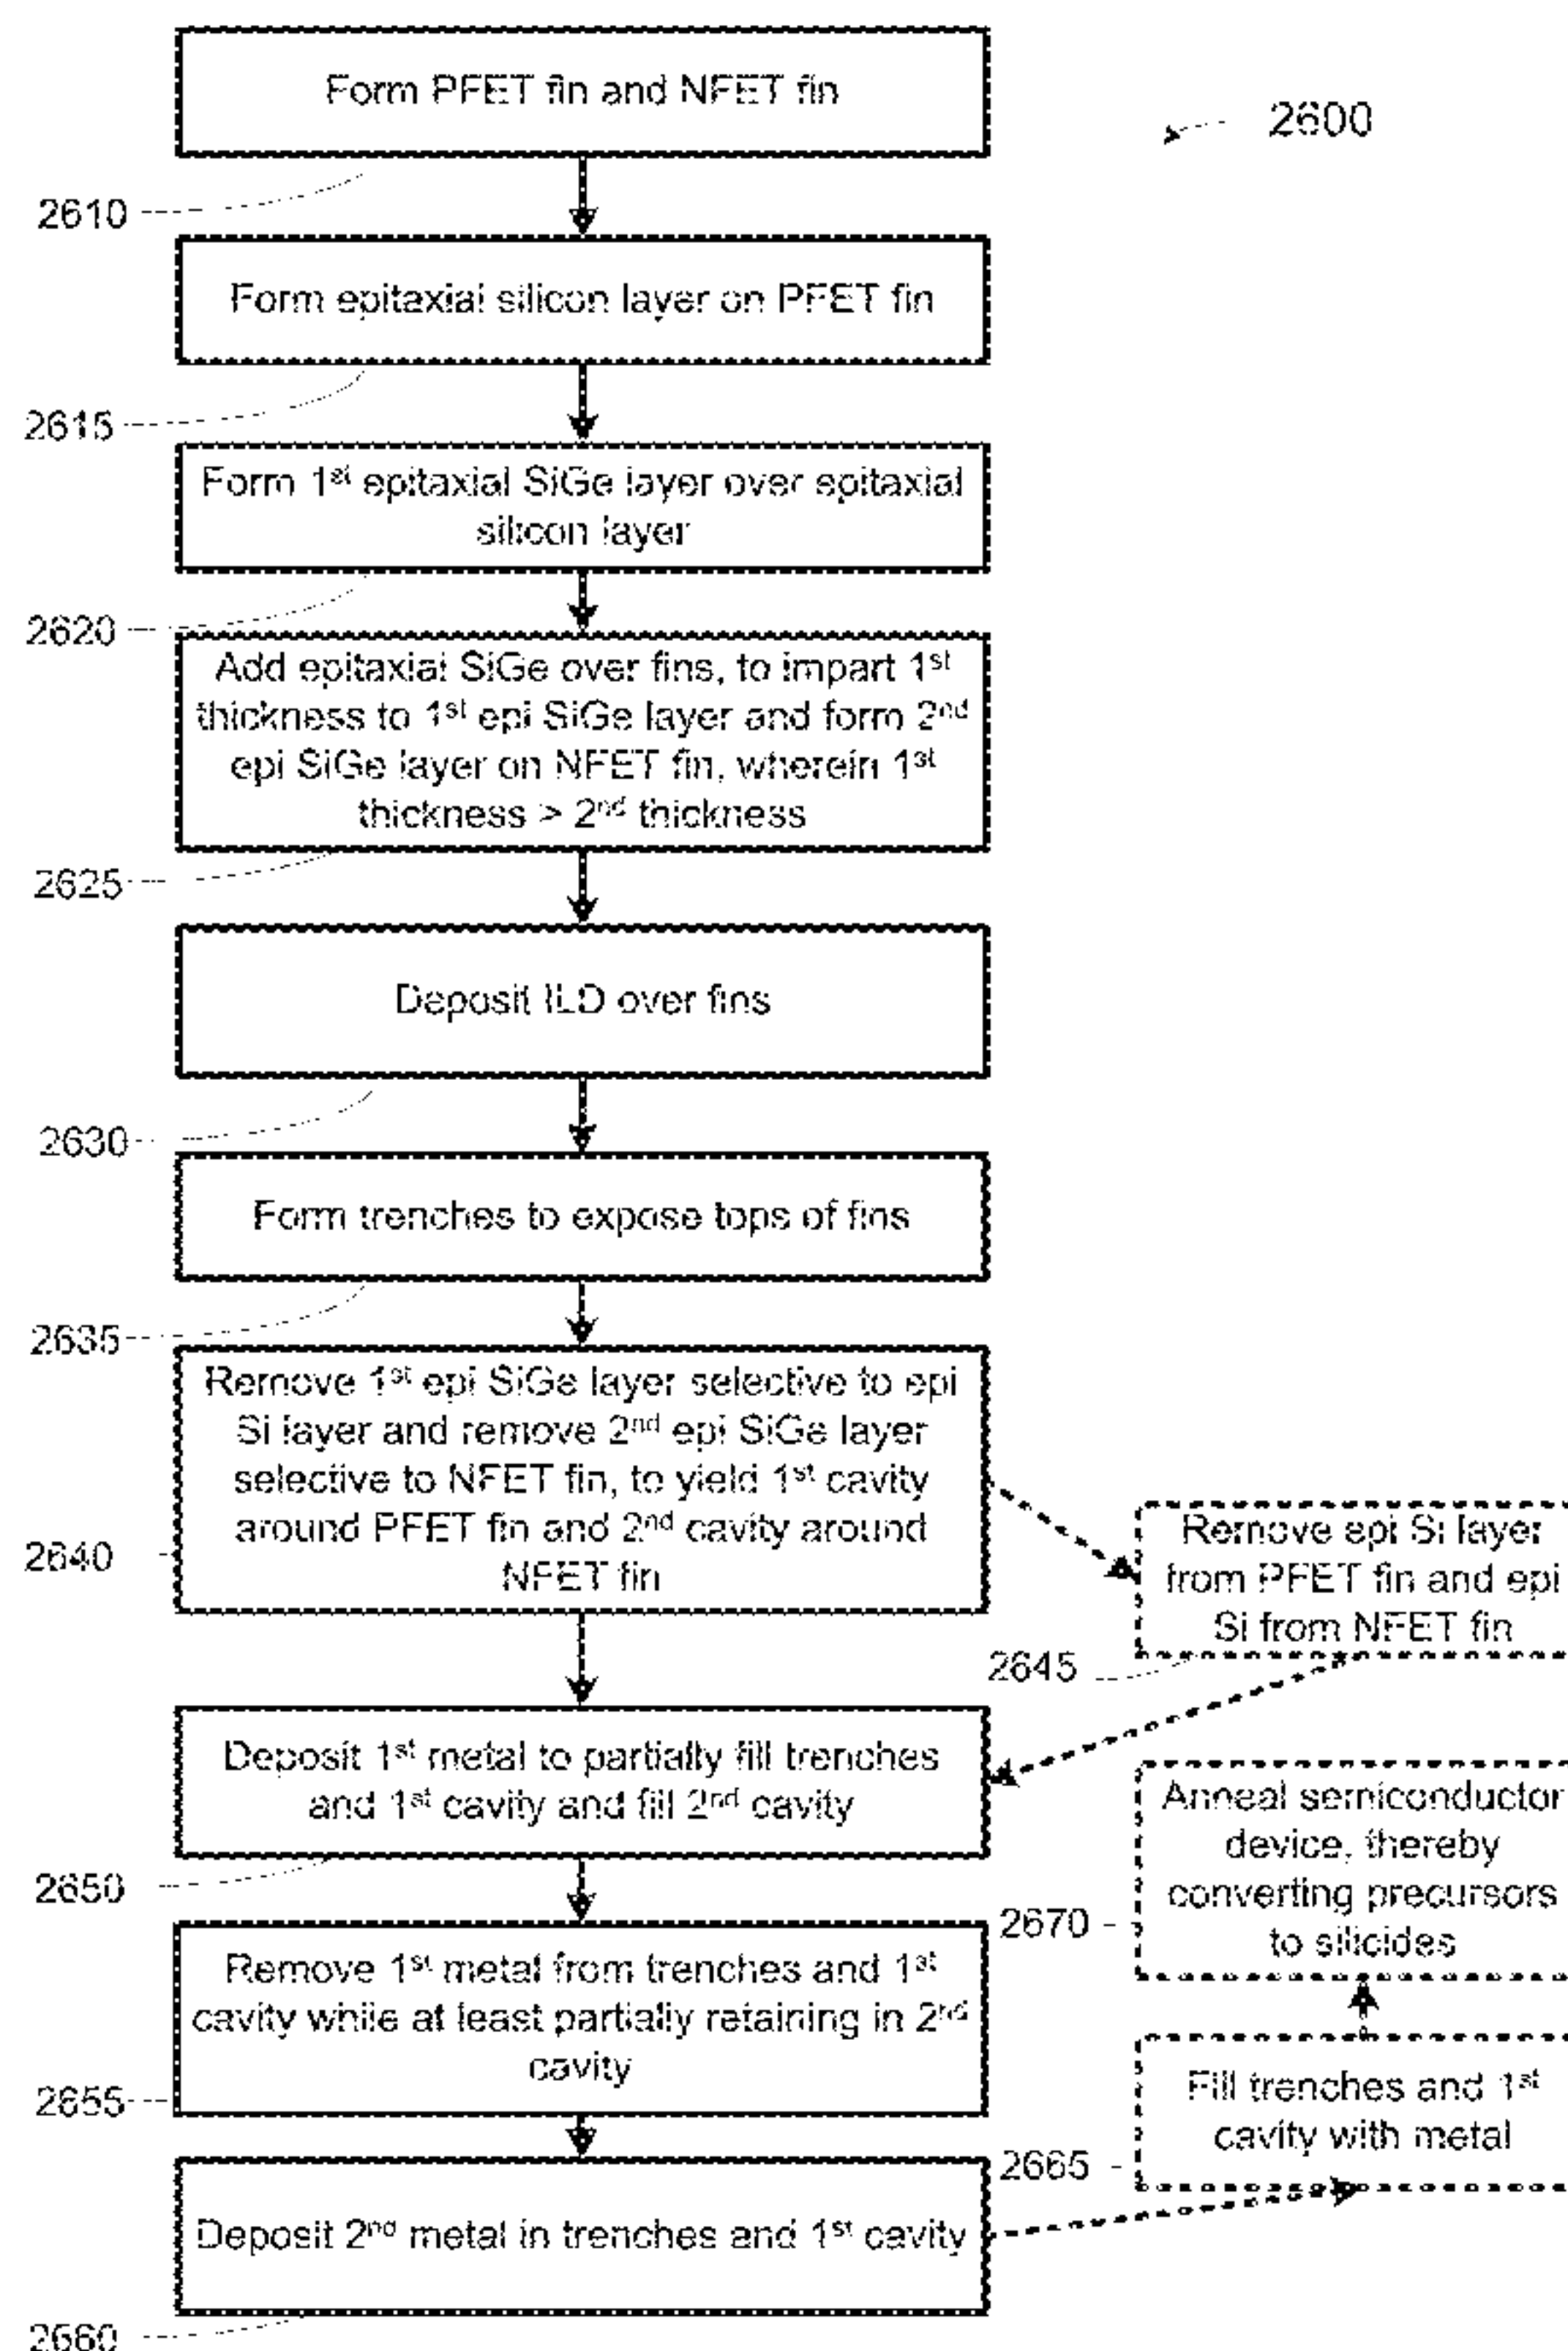 Form PFET fin and NFET fin
2600
2610
Form epitaxial silicon layer on PFET fin
2615
Form 1st epitaxial SiGe layer over epitaxial
silicon layer
2620
Add epitaxial SiGe over fins, to impart 1st
thickness to 1st epi SiGe layer and form 2nd
epi SiGe layer on NFET fin, wherein 1st
thickness > 2nd thickness
2625
Deposit ILD over fins
2630
Form trenches to expose tops of fins
2635
Remove 1st epi SiGe layer selective to epi
Si layer and remove 2nd epi SiGe layer
selective to NFET fin, to yield 1st cavity
around PFET fin and 2nd cavity around
NFET fin
2640
Remove epi Si layer
from PFET fin and epi
Si from NFET fin
2645
Deposit 1st metal to partially fill trenches
and 1st cavity and fill 2nd cavity
2650
Remove 1st metal from trenches and 1st
cavity while at least partially retaining in 2nd
cavity
2655
Deposit 2nd metal in trenches and 1st cavity
2660
Fill trenches and 1st
cavity with metal
2665
Anneal semiconductor
device, thereby
converting precursors
to silicides
2670